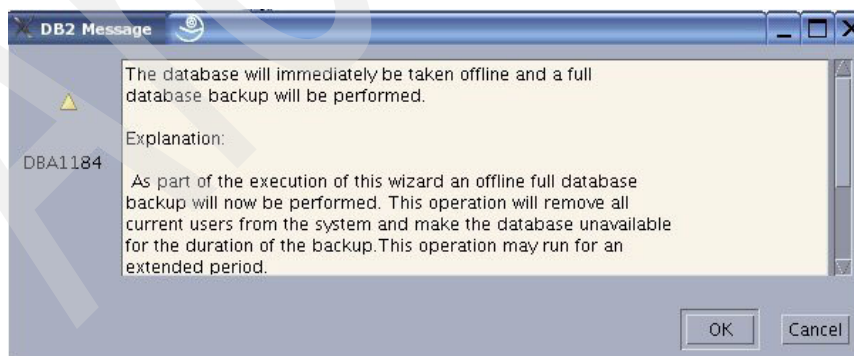 DB2 Message
The database will immediately be taken offline and a full
database backup will be performed.
Explanation:
DBA1184
As part of the execution of this wizard an offline full database
backup will now be performed. This operation will remove all
current users from the system and make the database unavailable
for the duration of the backup.This operation may run for an
extended period.
OK
Cancel